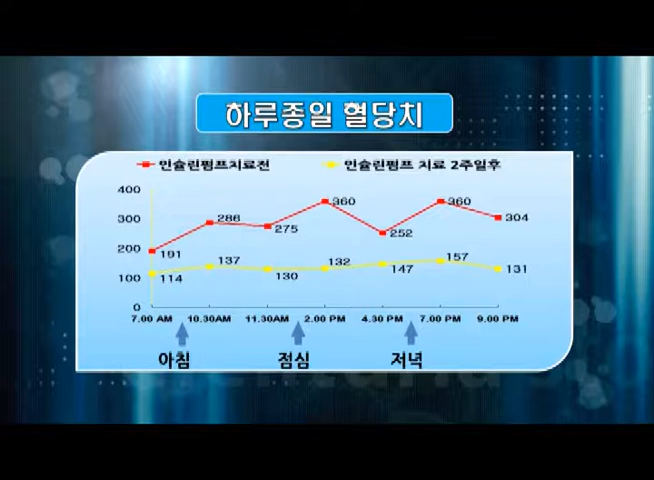 하루종일 혈당치
인슐린펌프치료전 인슐린펌프 치료 2주일후
400
300
200
100
0
191 286 275 360 252 360 304
114 137 130 132 147 157 131
7.00 AM 10.30AM 11.30AM 2.00 PM 4.30 PM 7.00 PM 9.00 PM
아침 점심 저녁